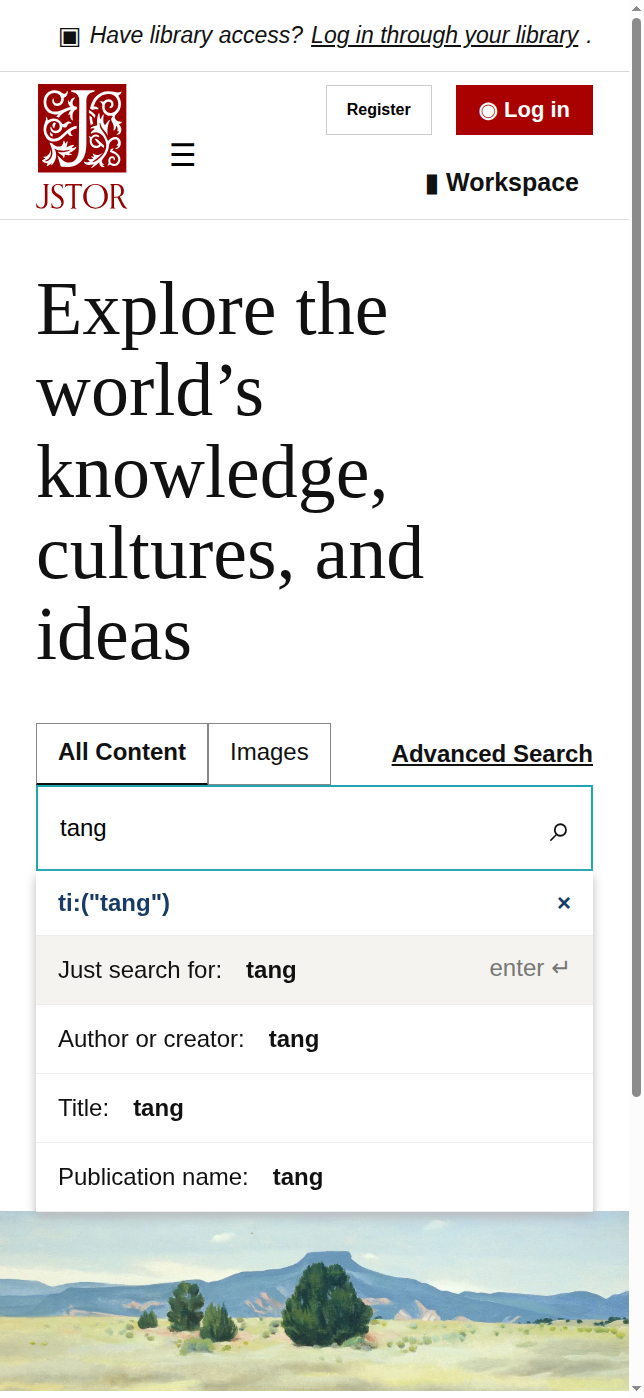 Have library access? Log in through your library .
Register
Log in
JSTOR
☰
Workspace
Explore the
world’s
knowledge,
cultures, and
ideas
All Content
Images
Advanced Search
tang
ti:("tang") ×
Just search for: tang enter ↵
Author or creator: tang
Title: tang
Publication name: tang